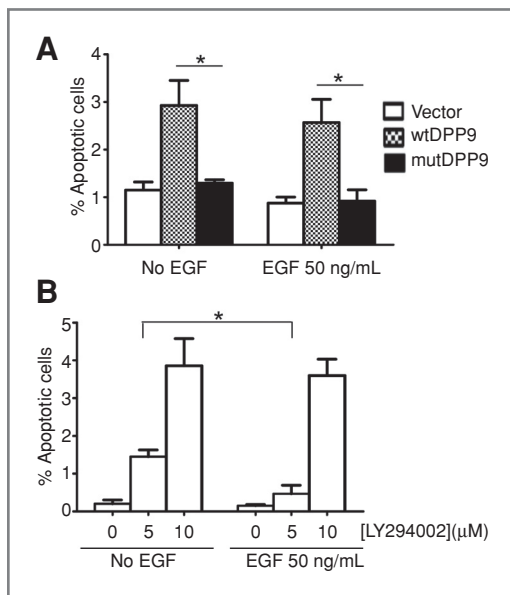 A
% Apoptotic cells
4
3
2
1
0
*
*
Vector
wtDPP9
mutDPP9
No EGF
EGF 50 ng/mL
B
% Apoptotic cells
5
4
3
2
1
0
*
0 5 10 0 5 10 [LY294002](μM)
No EGF
EGF 50 ng/mL